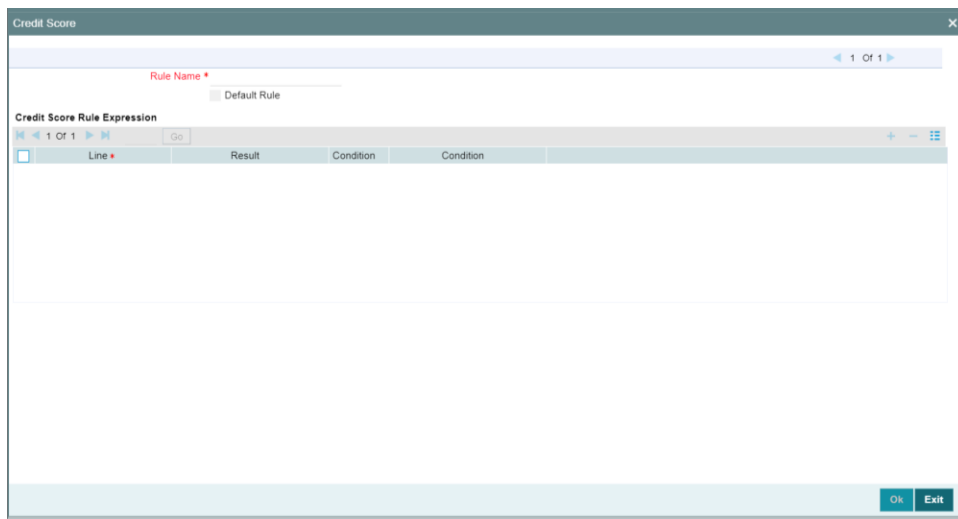 Credit Score
1 Of 1
Rule Name *
Default Rule
Credit Score Rule Expression
1 Of 1 Go
Line * Result Condition Condition
Ok Exit